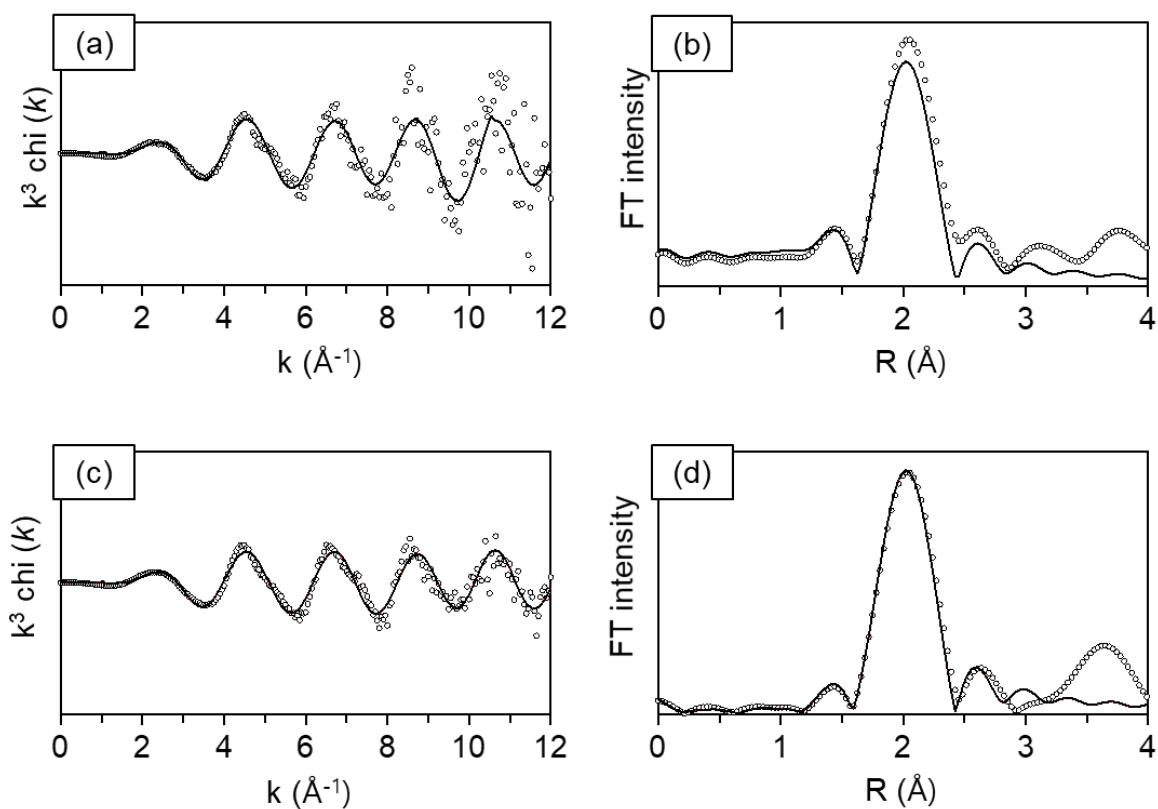 (a)
k³ chi (k)
0 2 4 6 8 10 12
k (Å⁻¹)
(b)
FT intensity
0 1 2 3 4
R (Å)
(c)
k³ chi (k)
0 2 4 6 8 10 12
k (Å⁻¹)
(d)
FT intensity
0 1 2 3 4
R (Å)